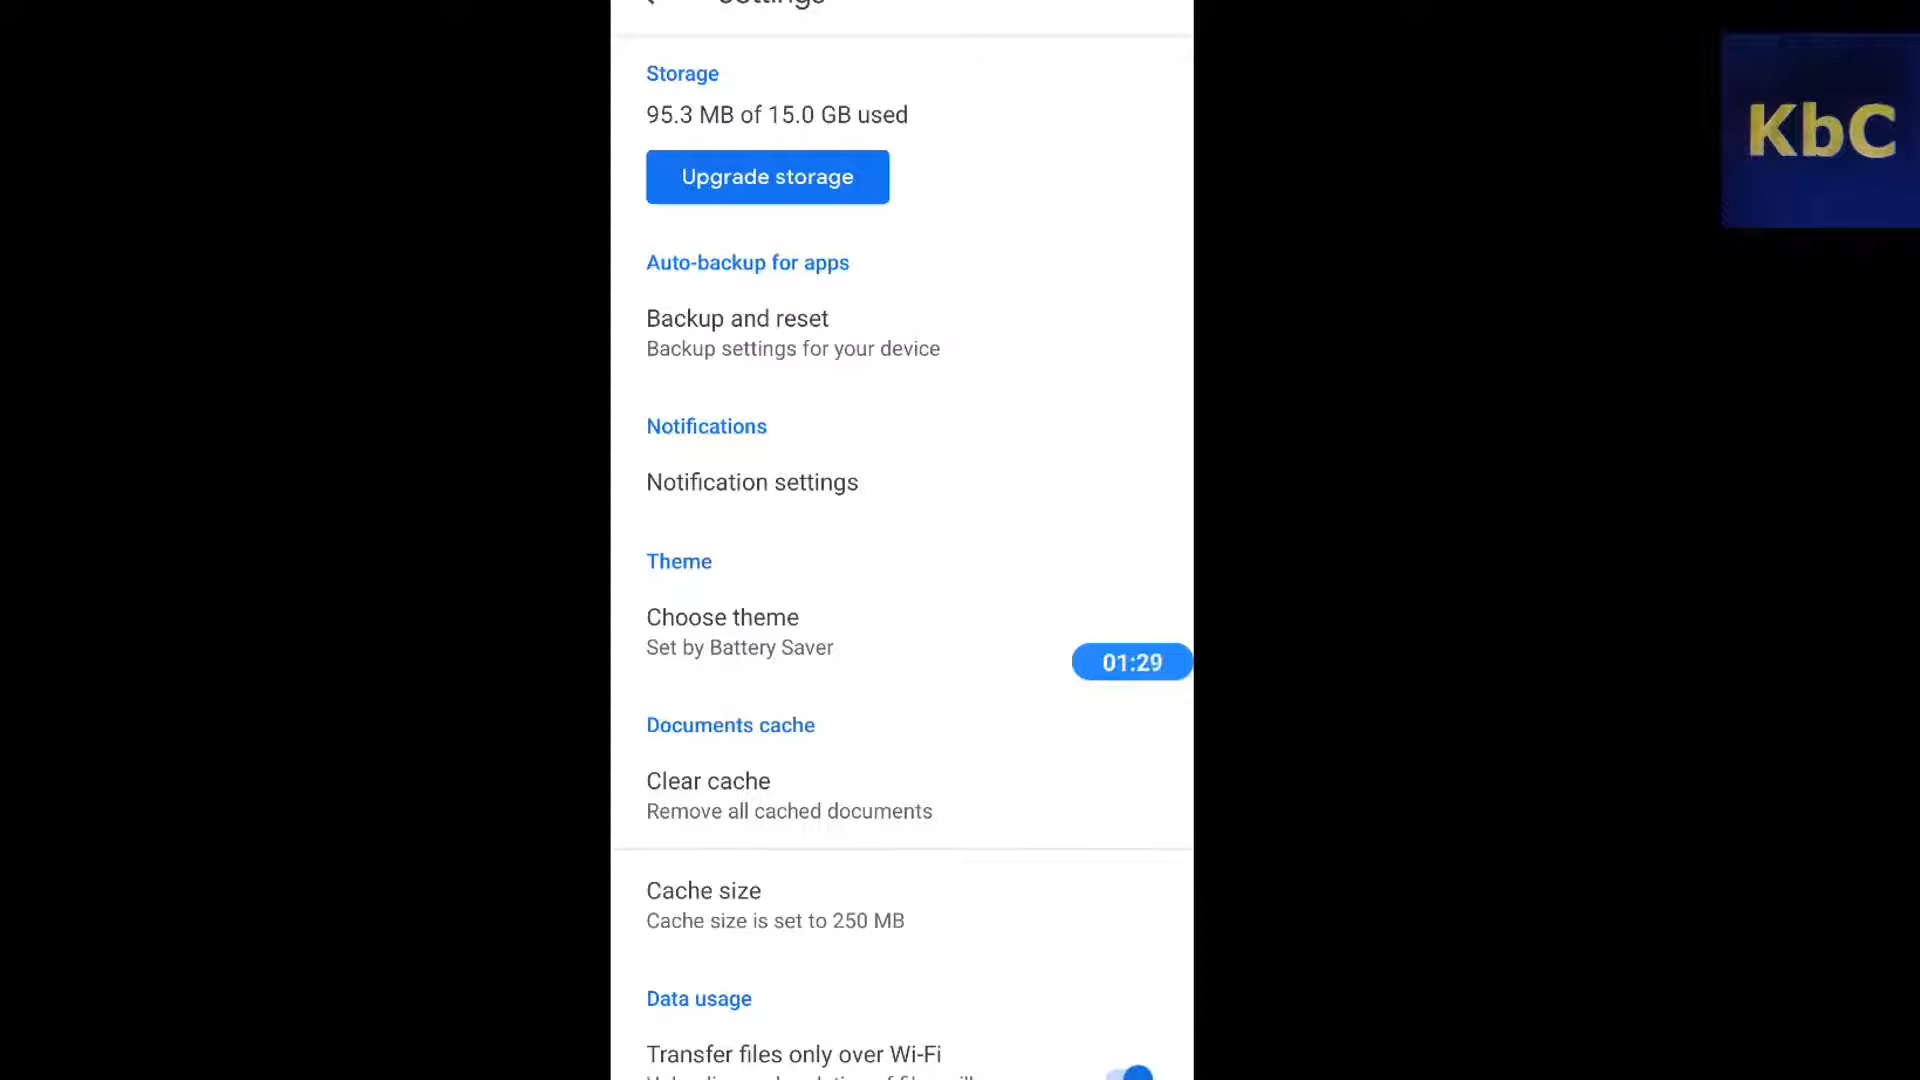 Settings
Storage
95.3 MB of 15.0 GB used
Upgrade storage
Auto-backup for apps
Backup and reset
Backup settings for your device
Notifications
Notification settings
Theme
Choose theme
Set by Battery Saver
01:29
Documents cache
Clear cache
Remove all cached documents
Cache size
Cache size is set to 250 MB
Data usage
Transfer files only over Wi-Fi
KbC